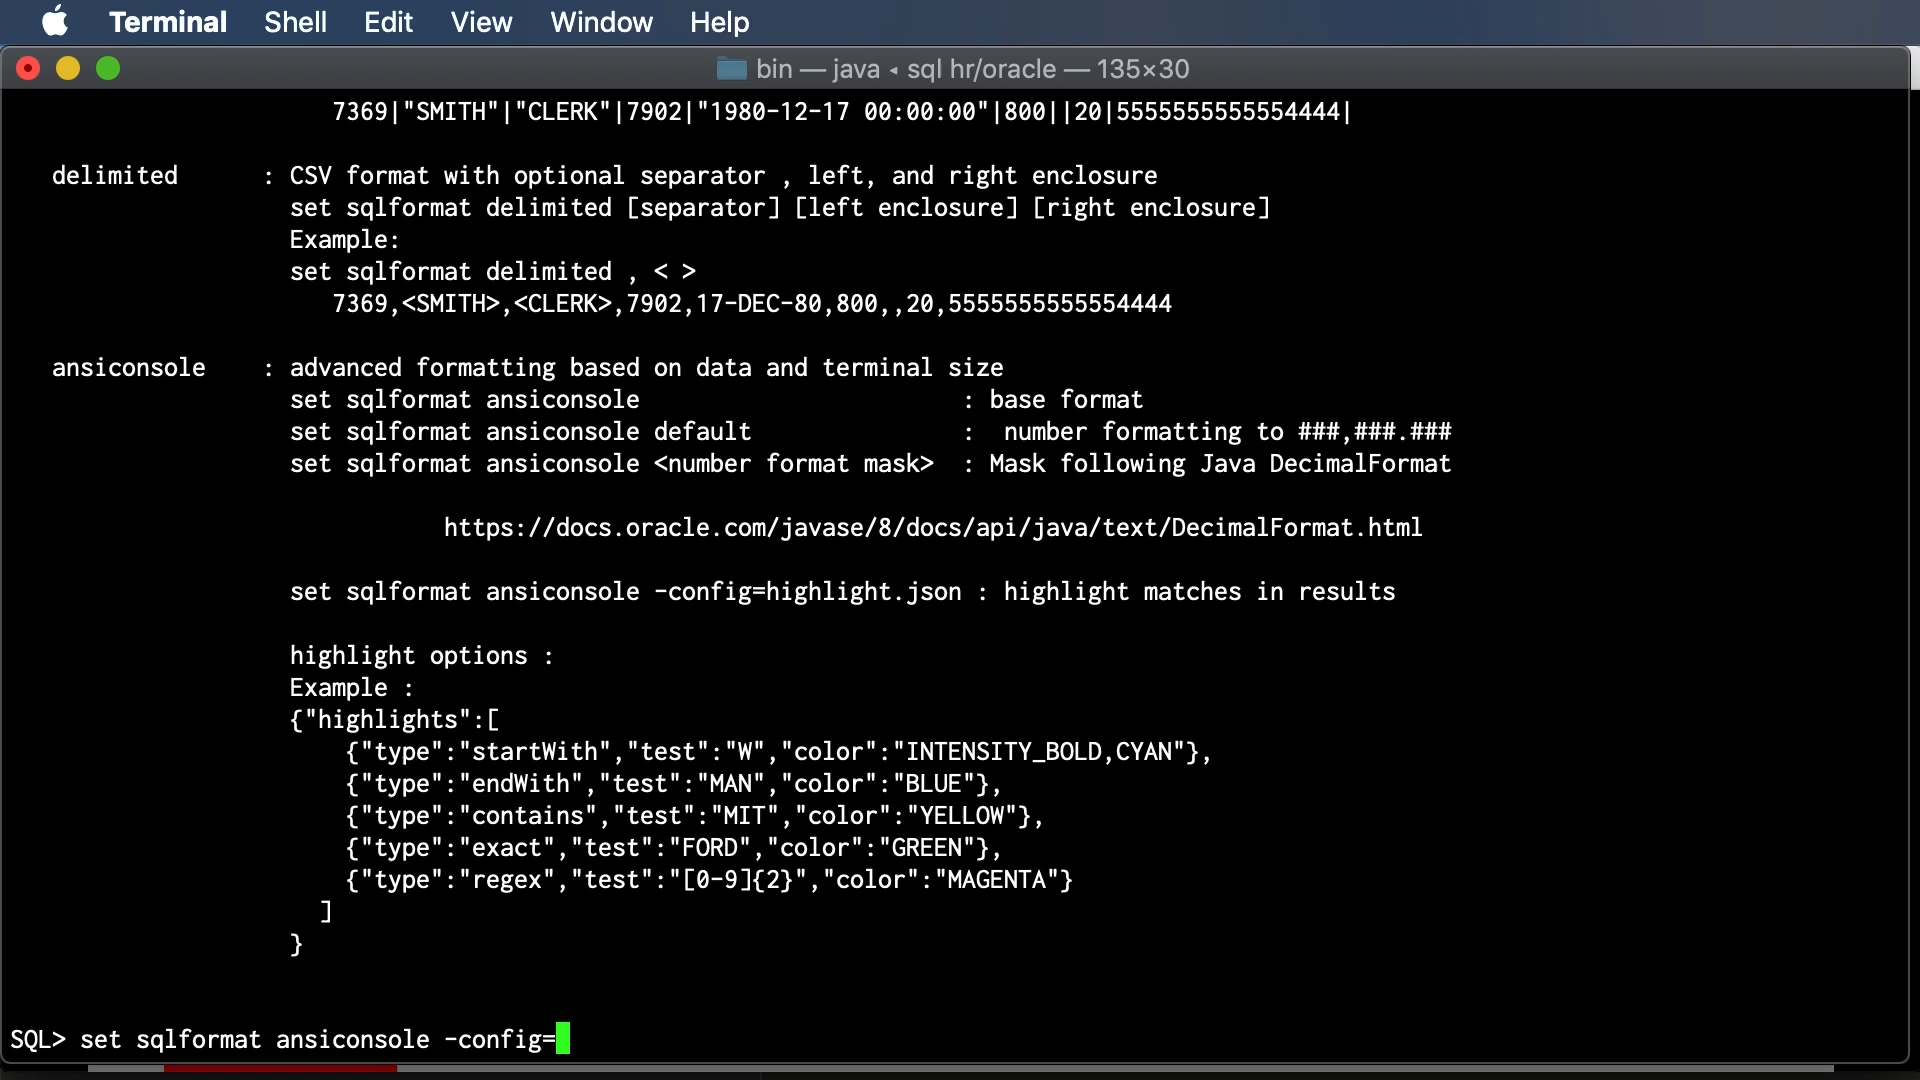 Terminal Shell Edit View Window Help
bin — java ◂ sql hr/oracle — 135×30
7369|"SMITH"|"CLERK"|7902|"1980-12-17 00:00:00"|800||20|5555555555554444|
delimited : CSV format with optional separator , left, and right enclosure
set sqlformat delimited [separator] [left enclosure] [right enclosure]
Example:
set sqlformat delimited , < >
7369,<SMITH>,<CLERK>,7902,17-DEC-80,800,,20,5555555555554444
ansiconsole : advanced formatting based on data and terminal size
set sqlformat ansiconsole : base format
set sqlformat ansiconsole default : number formatting to ###,###.###
set sqlformat ansiconsole <number format mask> : Mask following Java DecimalFormat
https://docs.oracle.com/javase/8/docs/api/java/text/DecimalFormat.html
set sqlformat ansiconsole -config=highlight.json : highlight matches in results
highlight options :
Example :
{"highlights":[
{"type":"startWith","test":"W","color":"INTENSITY_BOLD,CYAN"},
{"type":"endWith","test":"MAN","color":"BLUE"},
{"type":"contains","test":"MIT","color":"YELLOW"},
{"type":"exact","test":"FORD","color":"GREEN"},
{"type":"regex","test":"[0-9]{2}","color":"MAGENTA"}
]
}
SQL> set sqlformat ansiconsole -config=